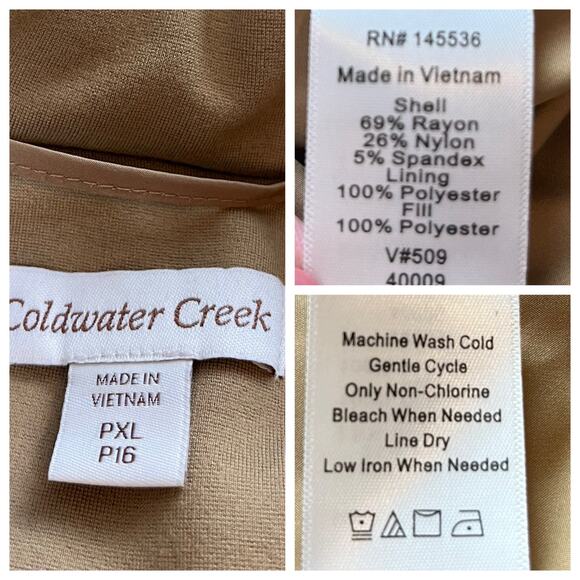 Coldwater Creek
MADE IN
VIETNAM
PXL
P16
RN# 145536
Made in Vietnam
Shell
69% Rayon
26% Nylon
5% Spandex
Lining
100% Polyester
Fill
100% Polyester
V#509
40009
Machine Wash Cold
Gentle Cycle
Only Non-Chlorine
Bleach When Needed
Line Dry
Low Iron When Needed